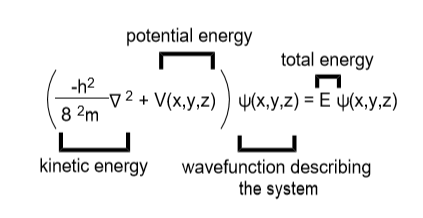 potential energy
total energy
(-h²/8 ²m ∇ ² + V(x,y,z)) ψ(x,y,z) = E ψ(x,y,z)
kinetic energy
wavefunction describing
the system